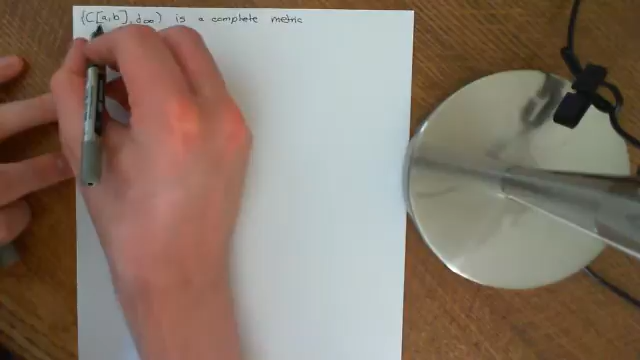 (C[a,b], d∞) is a complete metric